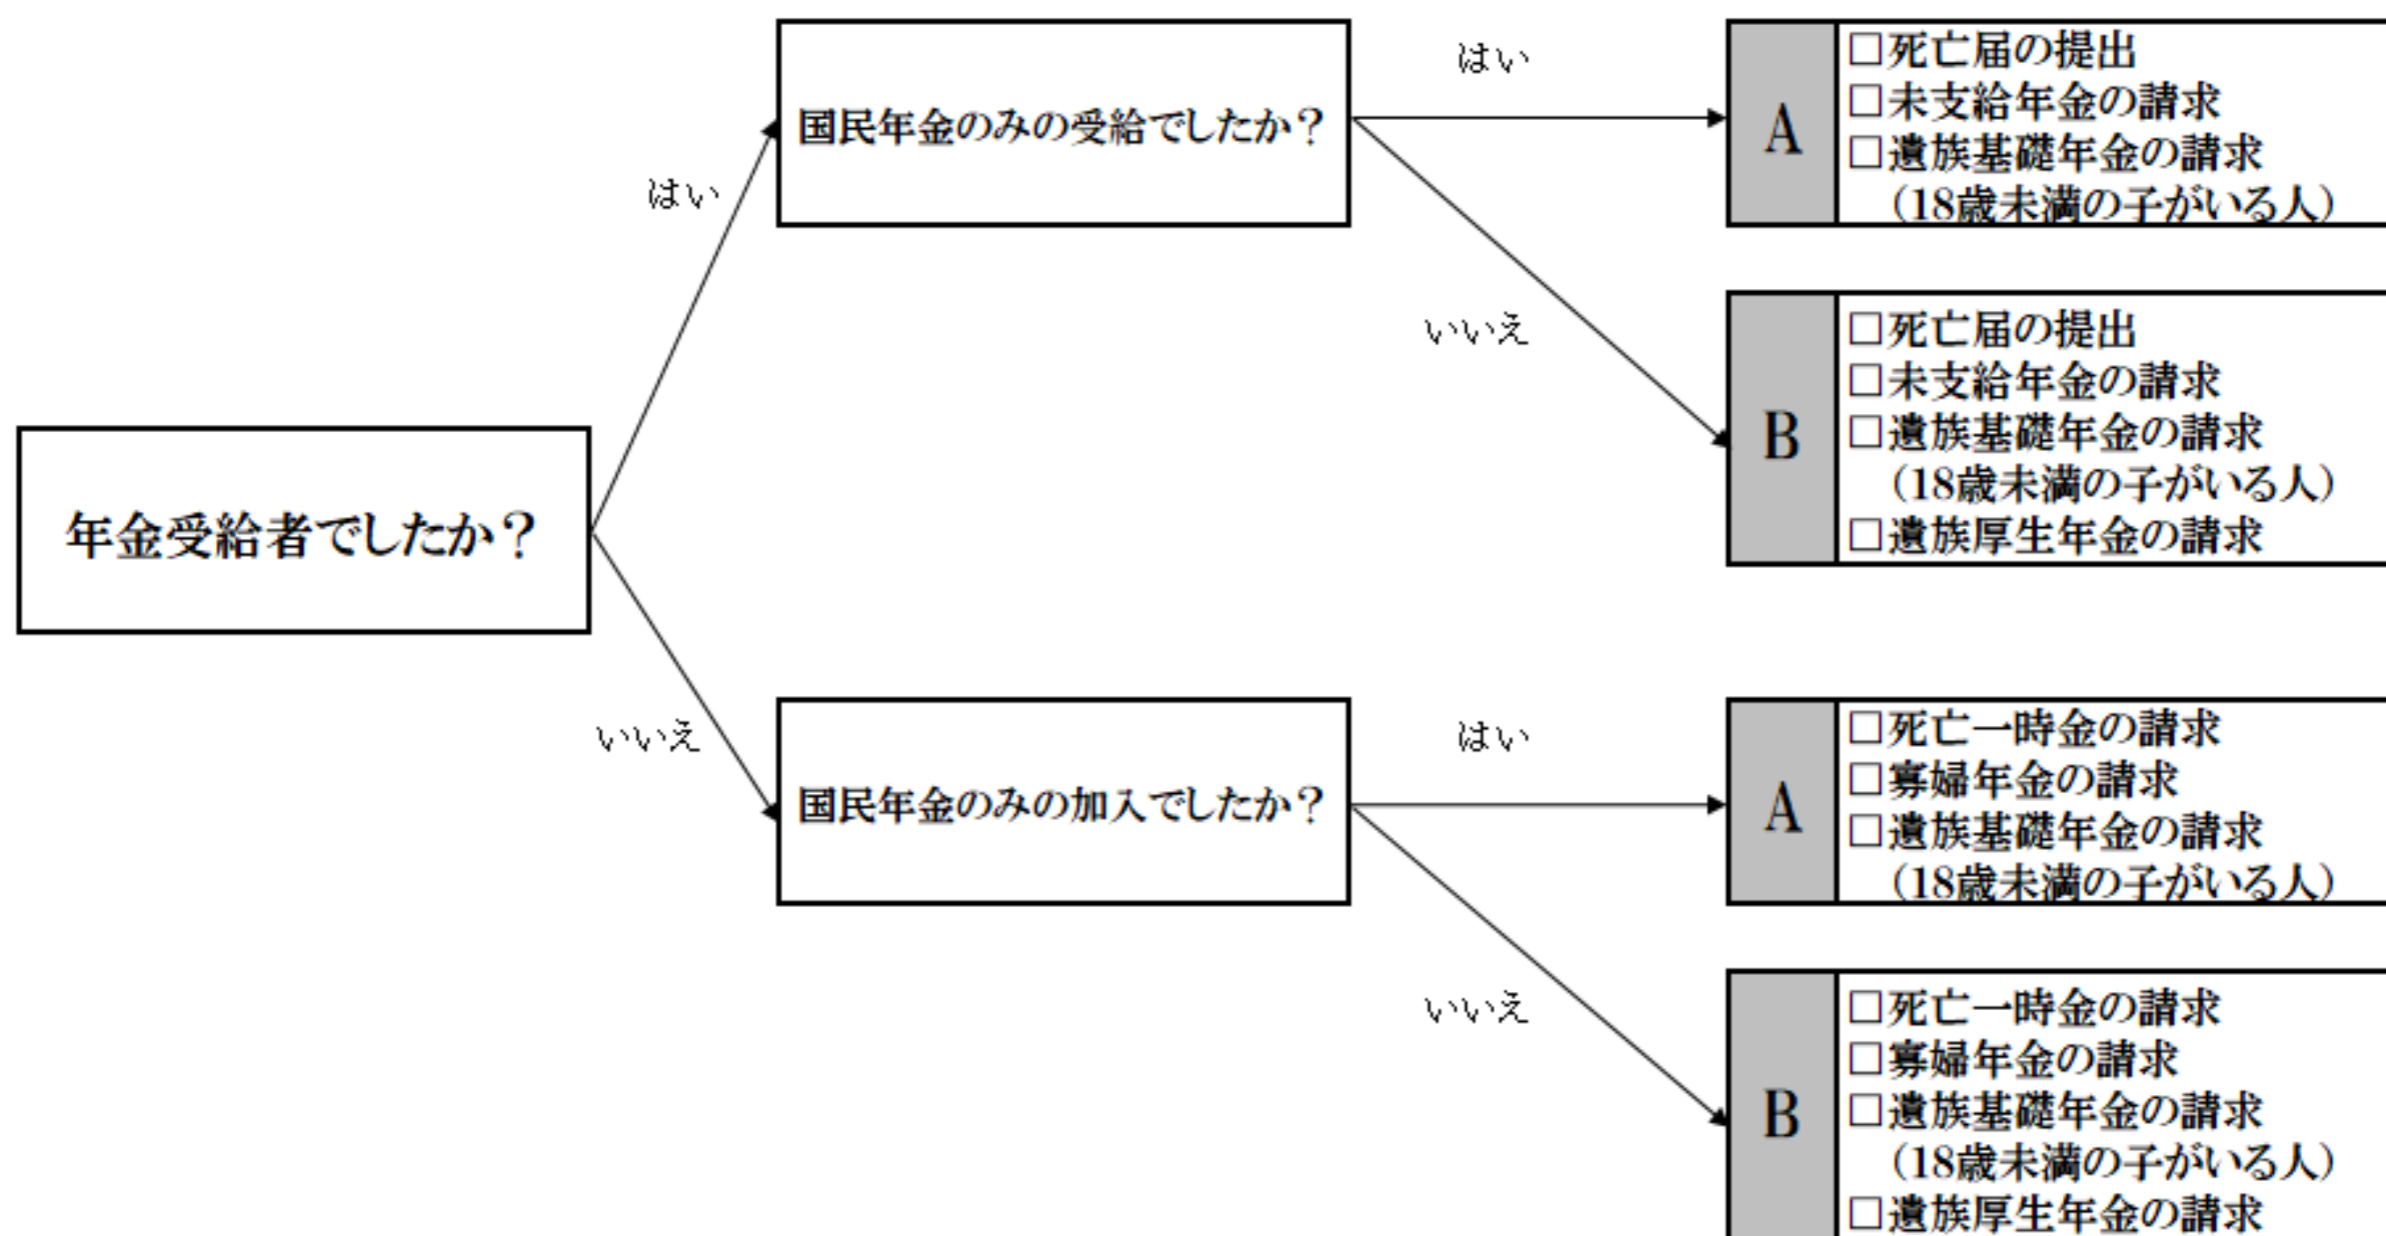 年金受給者でしたか？
はい
国民年金のみの受給でしたか？
はい
A
□死亡届の提出
□未支給年金の請求
□遺族基礎年金の請求
（18歳未満の子がいる人）
いいえ
B
□死亡届の提出
□未支給年金の請求
□遺族基礎年金の請求
（18歳未満の子がいる人）
□遺族厚生年金の請求
いいえ
国民年金のみの加入でしたか？
はい
A
□死亡一時金の請求
□寡婦年金の請求
□遺族基礎年金の請求
（18歳未満の子がいる人）
いいえ
B
□死亡一時金の請求
□寡婦年金の請求
□遺族基礎年金の請求
（18歳未満の子がいる人）
□遺族厚生年金の請求